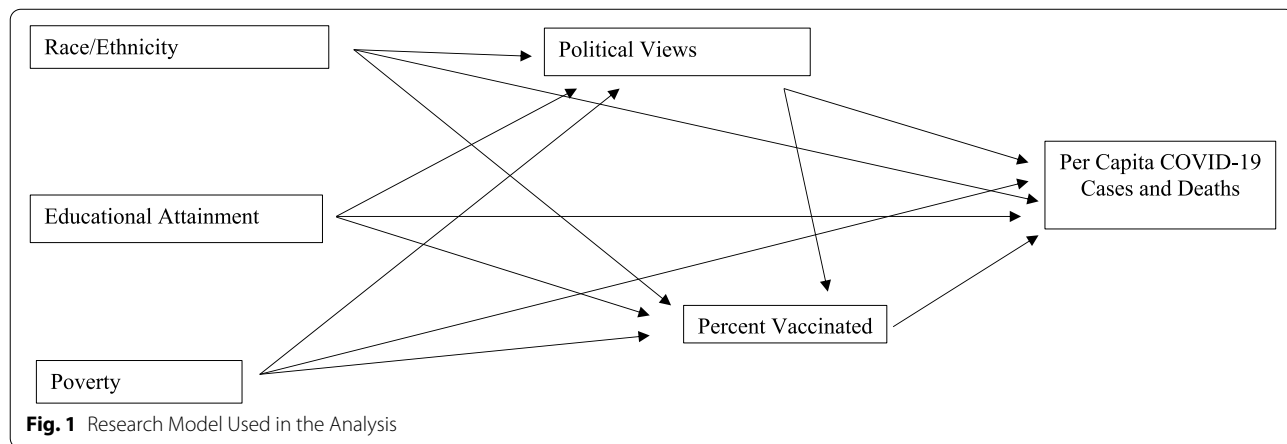 Race/Ethnicity
Political Views
Per Capita COVID-19
Cases and Deaths
Educational Attainment
Percent Vaccinated
Poverty
Fig. 1 Research Model Used in the Analysis